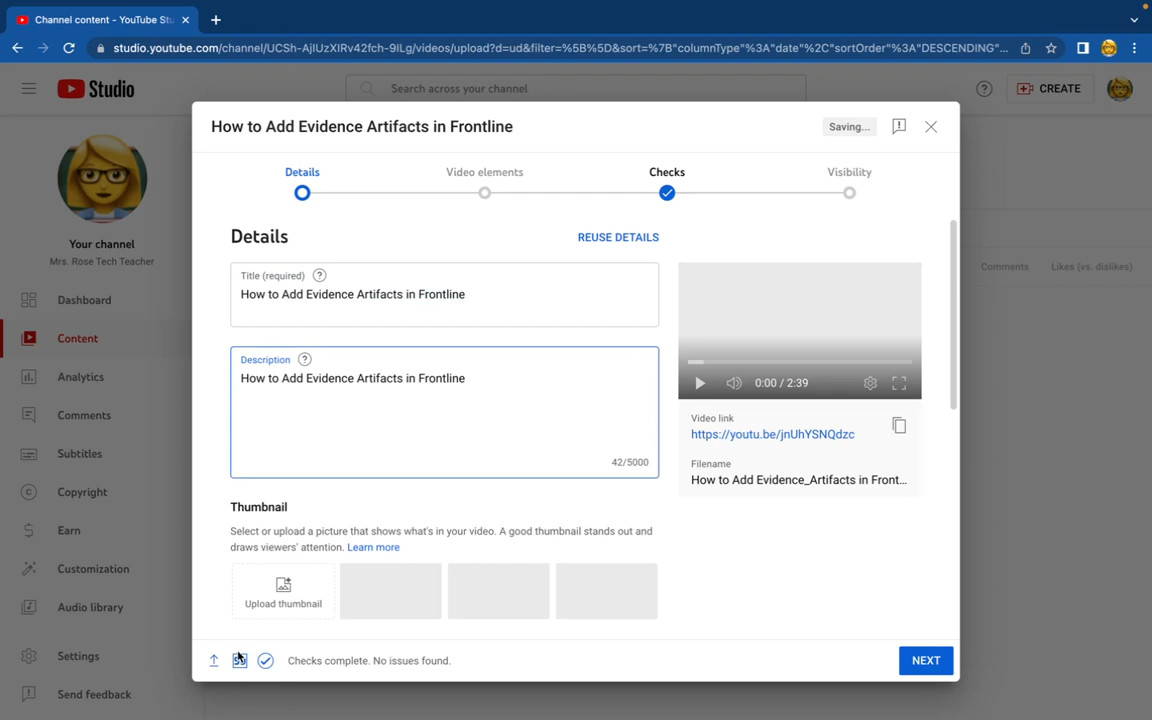 Channel content - YouTube Stu
studio.youtube.com/channel/UCSh-AjIUzXIRv42fch-9ILg/videos/upload?d=ud&filter=%5B%5D&sort=%7B"columnType"%3A"date"%2C"sortOrder"%3A"DESCENDING"...
Studio
Search across your channel
CREATE
How to Add Evidence Artifacts in Frontline
Saving...
Details
Video elements
Checks
Visibility
Your channel
Mrs. Rose Tech Teacher
Dashboard
Content
Analytics
Comments
Subtitles
Copyright
Earn
Customization
Audio library
Settings
Send feedback
Details
REUSE DETAILS
Title (required)
How to Add Evidence Artifacts in Frontline
Description
How to Add Evidence Artifacts in Frontline
42/5000
Thumbnail
Select or upload a picture that shows what's in your video. A good thumbnail stands out and
draws viewers' attention. Learn more
Upload thumbnail
0:00 / 2:39
Video link
https://youtu.be/jnUhYSNQdzc
Filename
How to Add Evidence_Artifacts in Front...
Comments
Likes (vs. dislikes)
Checks complete. No issues found.
NEXT